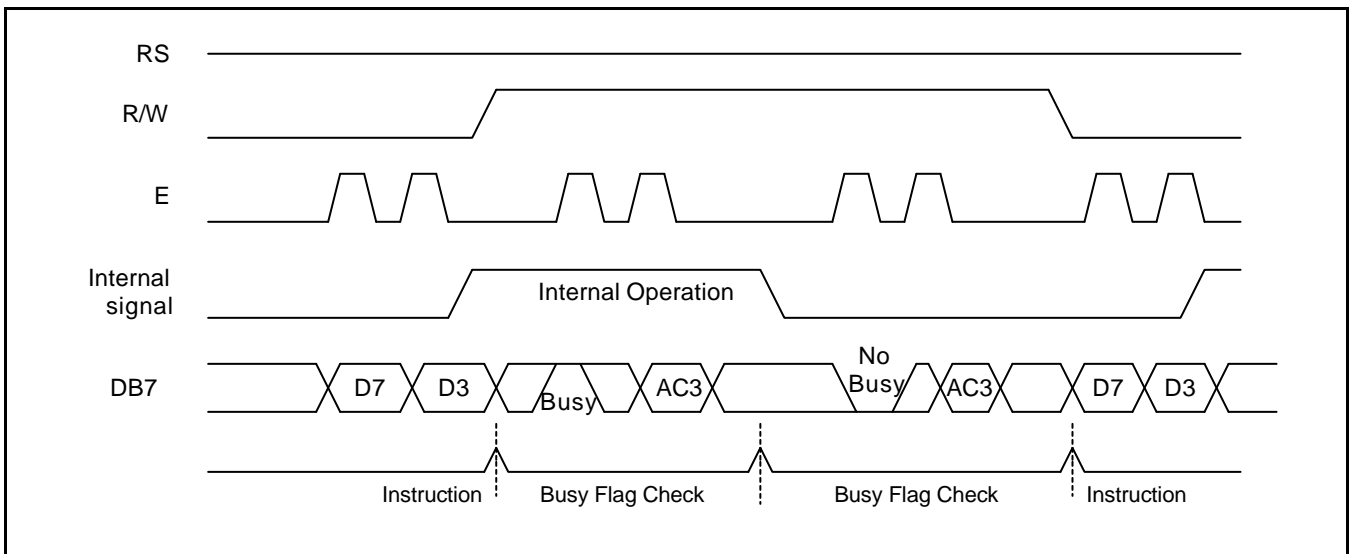 RS
R/W
E
Internal
signal
Internal Operation
DB7
D7
D3
Busy
AC3
No
Busy
AC3
D7
D3
Instruction
Busy Flag Check
Busy Flag Check
Instruction